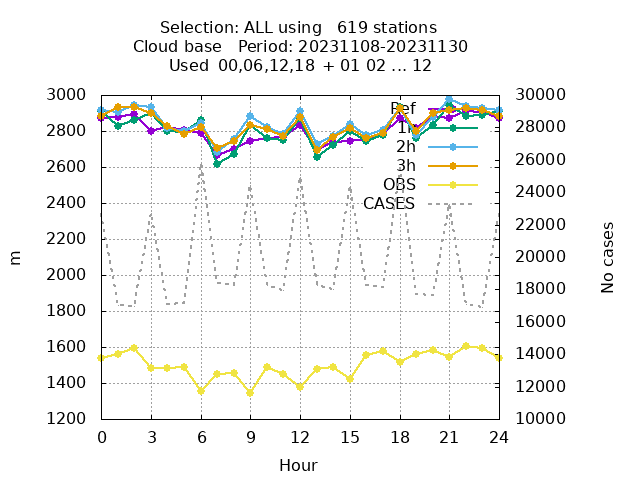 Selection: ALL using   619 stations
Cloud base   Period: 20231108-20231130
Used  00,06,12,18 + 01 02 ... 12
3000
2800
2600
2400
2200
2000
1800
1600
1400
1200
m
Ref
1h
2h
3h
OBS
CASES
30000
28000
26000
24000
22000
20000
18000
16000
14000
12000
10000
No cases
0 3 6 9 12 15 18 21 24
Hour